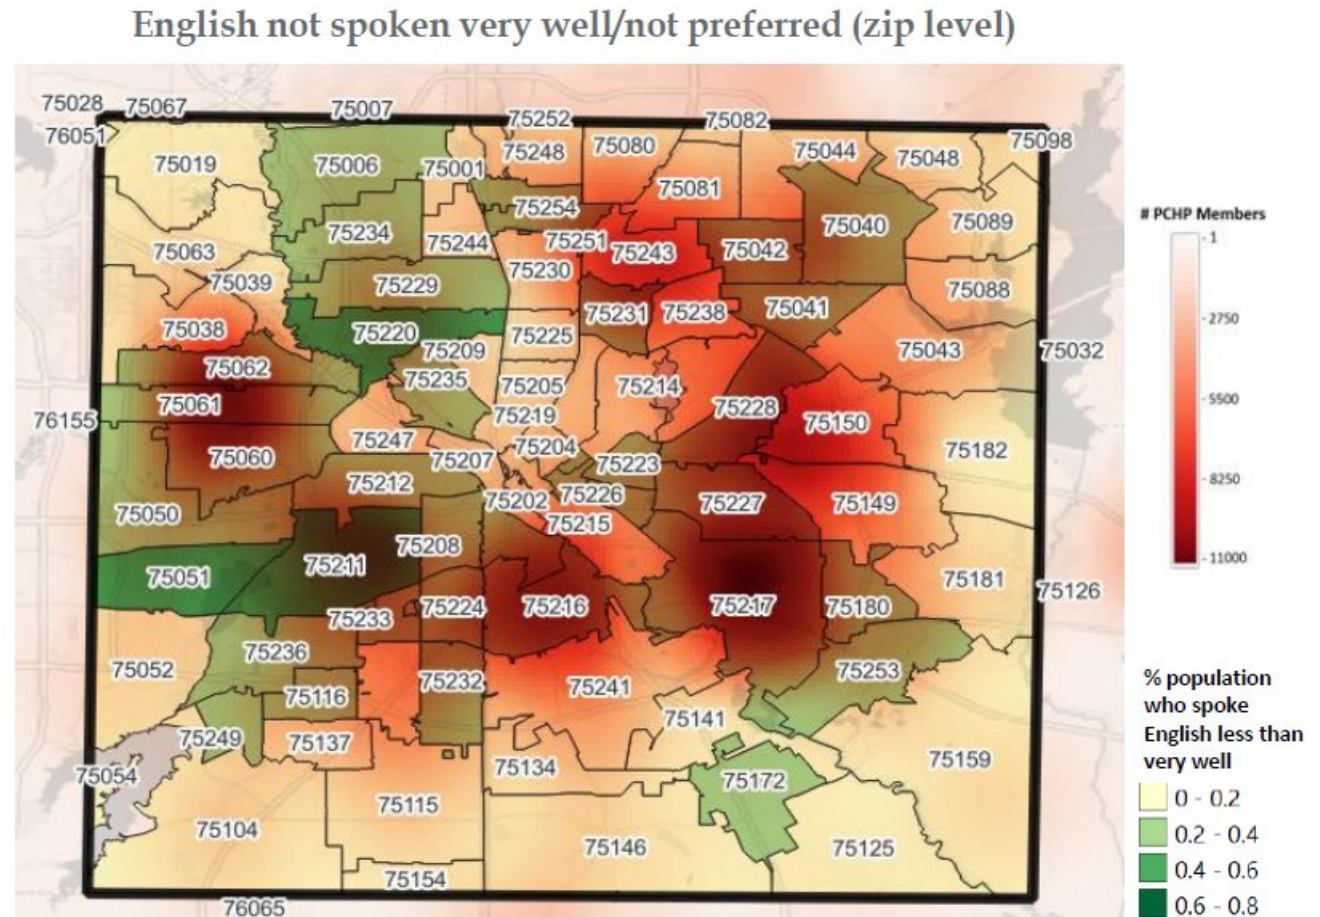 English not spoken very well/not preferred (zip level)
75028 75067 75007 75252 75082
76051 75098
75019 75006 75001 75248 75080 75044 75048
75081
75254 75040 75089
75234 75244 75251 75243 75042
75063 75230
75039 75229 75088
75038 75220 75231 75238 75041
75209 75225 75043 75032
75062 75235 75205 75214
75061 75219 75228 75150
76155 75247 75204 75182
75060 75207 75223
75212 75202 75226 75227 75149
75050 75215
75208
75211
75051 75181 75126
75233 75224 75216 75217 75180
75236 75253
75052 75232 75241
75116 75141
75249 75137
75054 75134 75172 75159
75115
75104 75146 75125
75154
76065
# PCHP Members
1
2750
5500
8250
11000
% population
who spoke
English less than
very well
0 - 0.2
0.2 - 0.4
0.4 - 0.6
0.6 - 0.8